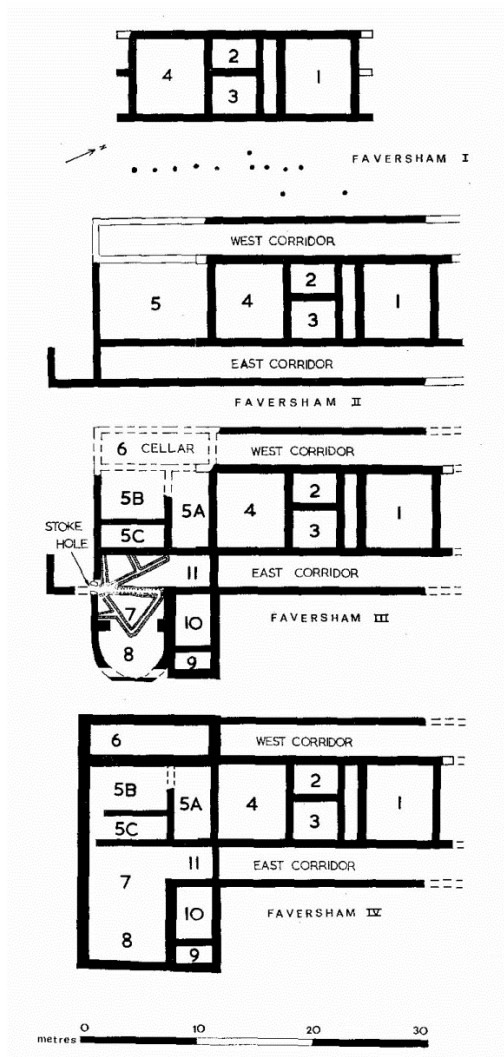 4 2 1
3
N
FAVERSHAM I
WEST CORRIDOR
5 4 2 1
3
EAST CORRIDOR
FAVERSHAM II
6 CELLAR
WEST CORRIDOR
5B 5A 4 2 1
3
5C
STOKE
HOLE
11 EAST CORRIDOR
7 10 FAVERSHAM III
8 9
6 WEST CORRIDOR
5B 5A 4 2 1
3
5C
11 EAST CORRIDOR
7
10 FAVERSHAM IV
8 9
metres 0 10 20 30